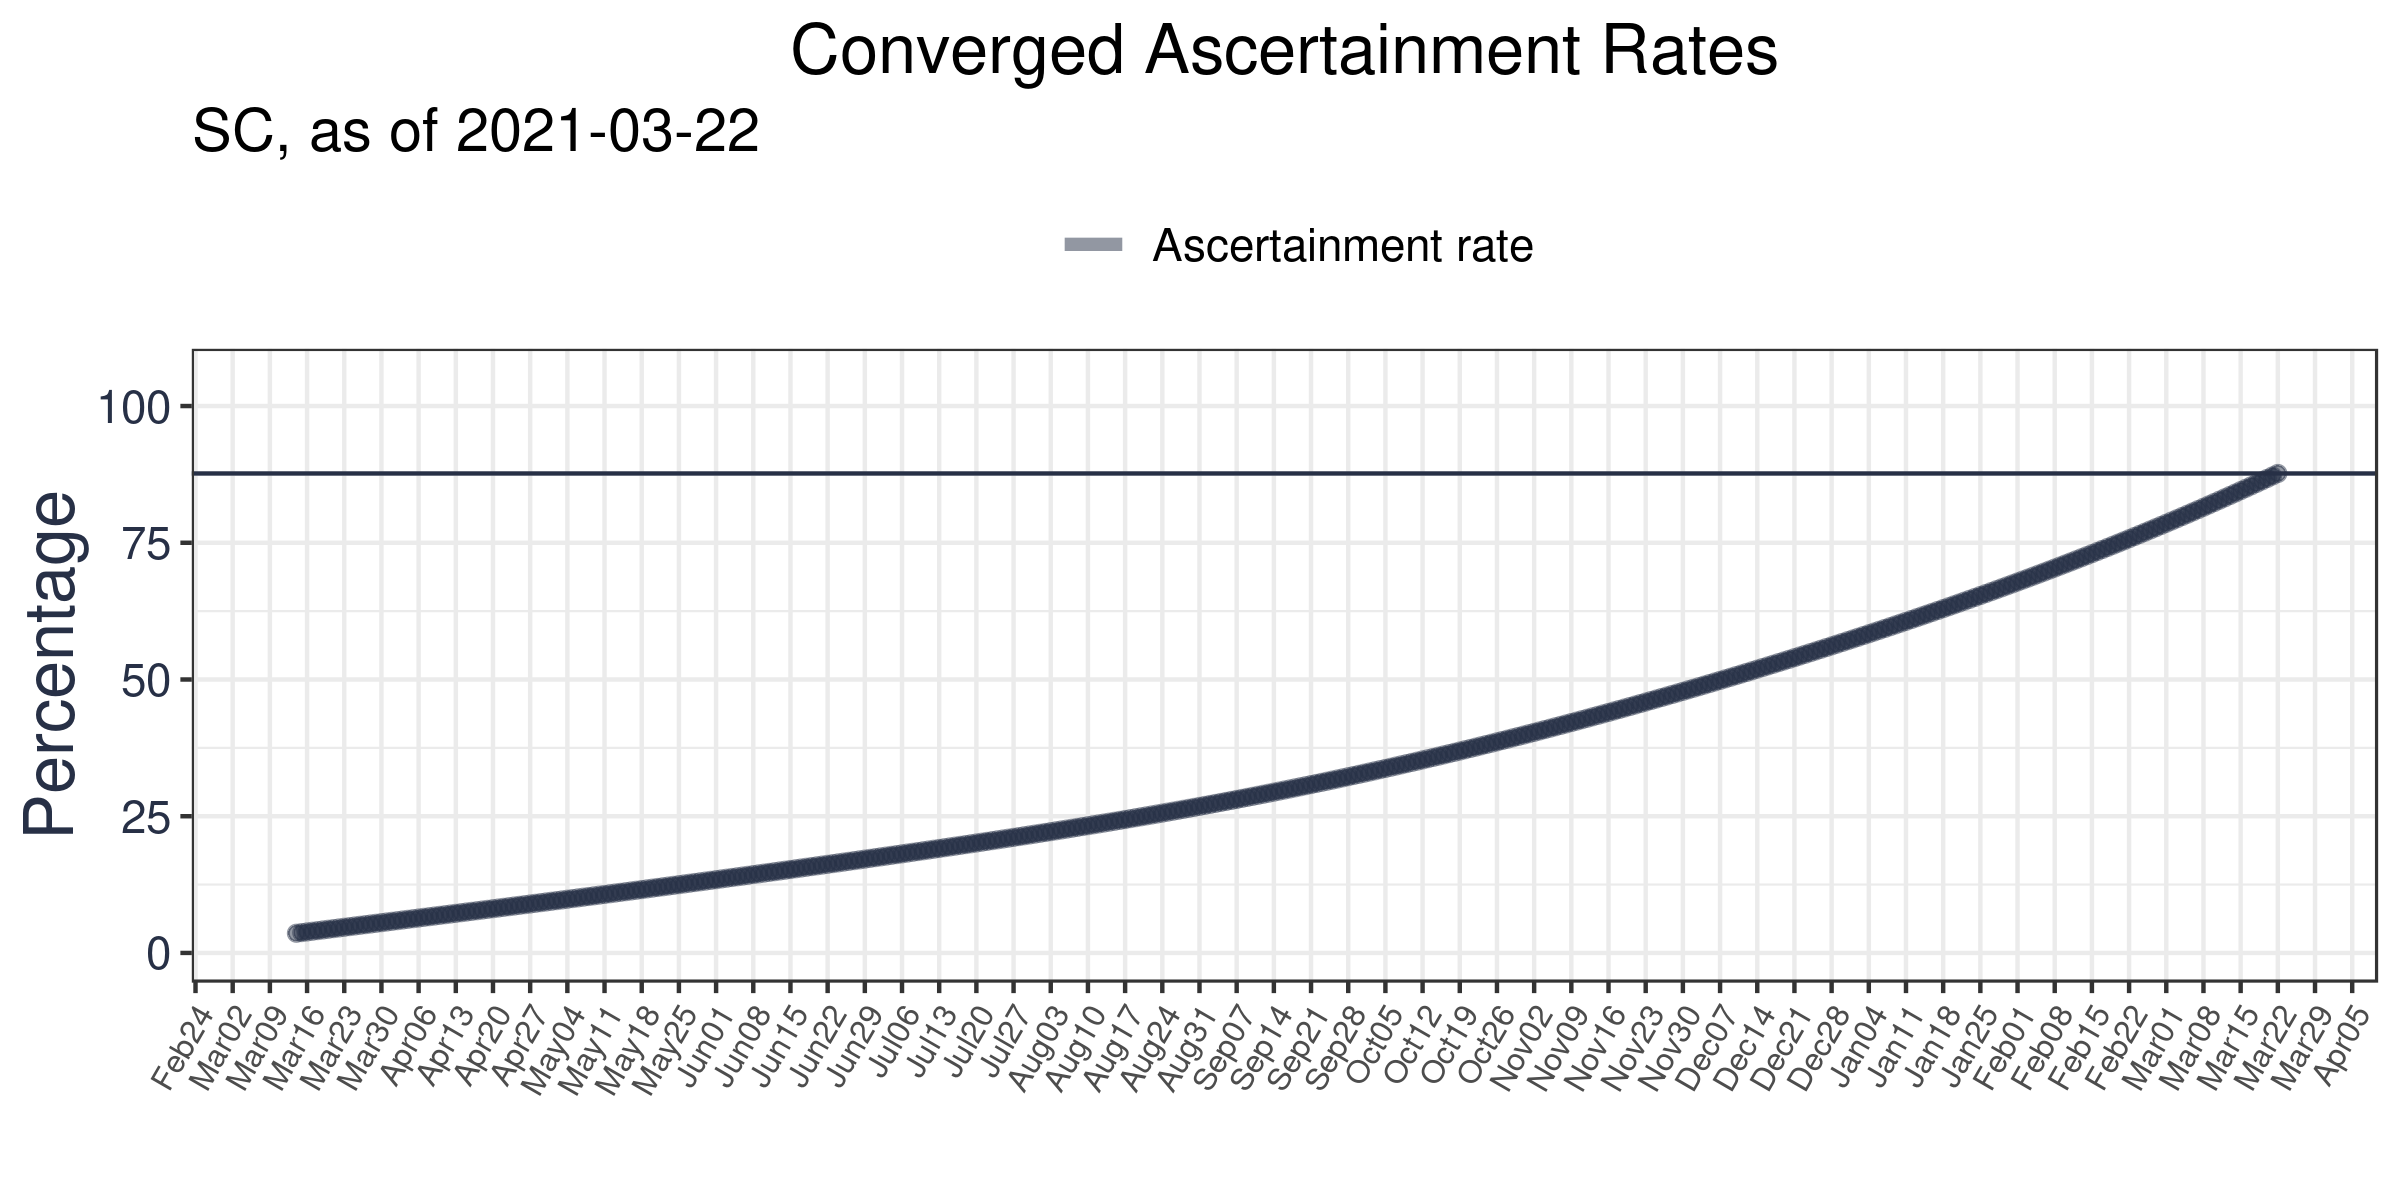 Converged Ascertainment Rates
SC, as of 2021-03-22
Ascertainment rate
Percentage
100
75
50
25
0
Feb24
Mar02
Mar09
Mar16
Mar23
Mar30
Apr06
Apr13
Apr20
Apr27
May04
May11
May18
May25
Jun01
Jun08
Jun15
Jun22
Jun29
Jul06
Jul13
Jul20
Jul27
Aug03
Aug10
Aug17
Aug24
Aug31
Sep07
Sep14
Sep21
Sep28
Oct05
Oct12
Oct19
Oct26
Nov02
Nov09
Nov16
Nov23
Nov30
Dec07
Dec14
Dec21
Dec28
Jan04
Jan11
Jan18
Jan25
Feb01
Feb08
Feb15
Feb22
Mar01
Mar08
Mar15
Mar22
Mar29
Apr05